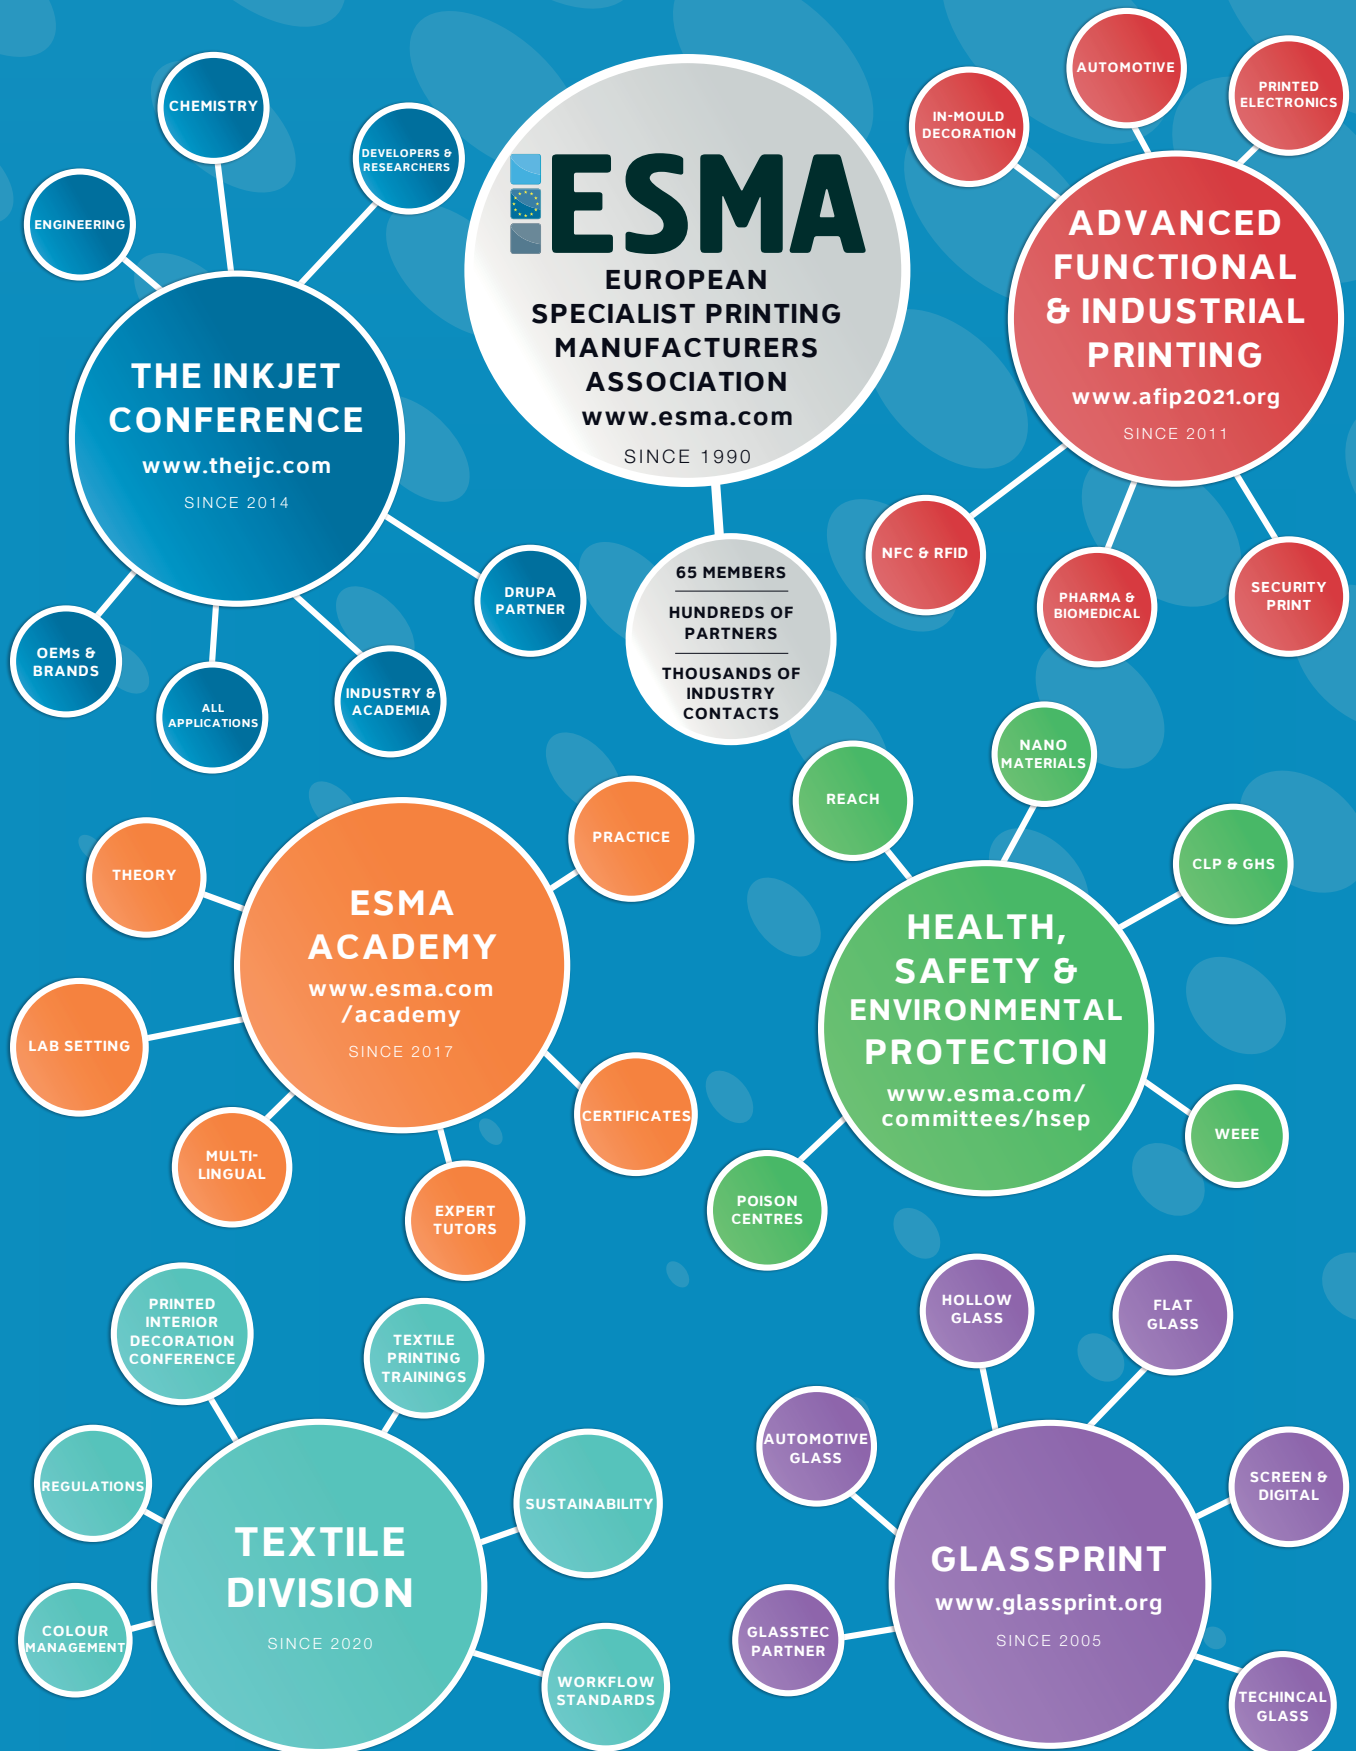 CHEMISTRY
DEVELOPERS &
RESEARCHERS
ENGINEERING
THE INKJET
CONFERENCE
www.theijc.com
SINCE 2014
DRUPA
PARTNER
OEMs &
BRANDS
ALL
APPLICATIONS
INDUSTRY &
ACADEMIA
ESMA
EUROPEAN
SPECIALIST PRINTING
MANUFACTURERS
ASSOCIATION
www.esma.com
SINCE 1990
65 MEMBERS
HUNDREDS OF
PARTNERS
THOUSANDS OF
INDUSTRY
CONTACTS
AUTOMOTIVE
PRINTED
ELECTRONICS
IN-MOULD
DECORATION
ADVANCED
FUNCTIONAL
& INDUSTRIAL
PRINTING
www.afip2021.org
SINCE 2011
NFC & RFID
PHARMA &
BIOMEDICAL
SECURITY
PRINT
PRACTICE
THEORY
ESMA
ACADEMY
www.esma.com
/academy
SINCE 2017
LAB SETTING
MULTI-
LINGUAL
EXPERT
TUTORS
CERTIFICATES
NANO
MATERIALS
REACH
CLP & GHS
HEALTH,
SAFETY &
ENVIRONMENTAL
PROTECTION
www.esma.com/
committees/hsep
WEEE
POISON
CENTRES
PRINTED
INTERIOR
DECORATION
CONFERENCE
TEXTILE
PRINTING
TRAININGS
REGULATIONS
SUSTAINABILITY
TEXTILE
DIVISION
SINCE 2020
COLOUR
MANAGEMENT
WORKFLOW
STANDARDS
HOLLOW
GLASS
FLAT
GLASS
AUTOMOTIVE
GLASS
SCREEN &
DIGITAL
GLASSPRINT
www.glassprint.org
SINCE 2005
GLASSTEC
PARTNER
TECHINCAL
GLASS